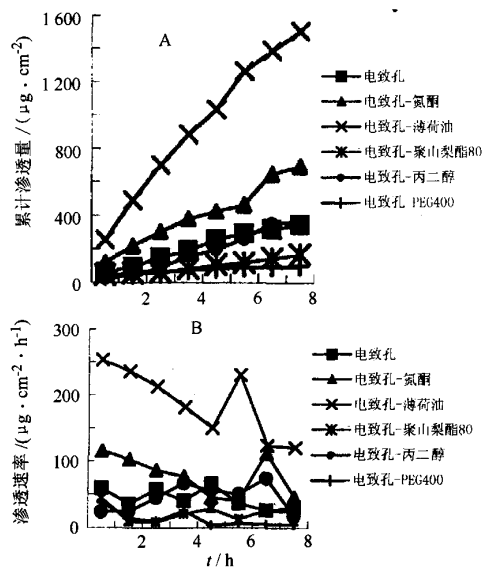 A
累计渗透量/(μg·cm-2)
1 600
1 200
800
400
0
0
2
4
6
8
电致孔
电致孔-氮酮
电致孔-薄荷油
电致孔-聚山梨酯80
电致孔-丙二醇
电致孔 PEG400
B
渗透速率/(μg·cm-2·h-1)
300
200
100
50
0
0
2
4
6
8
t/h
电致孔
电致孔-氮酮
电致孔-薄荷油
电致孔-聚山梨酯80
电致孔-丙二醇
电致孔-PEG400